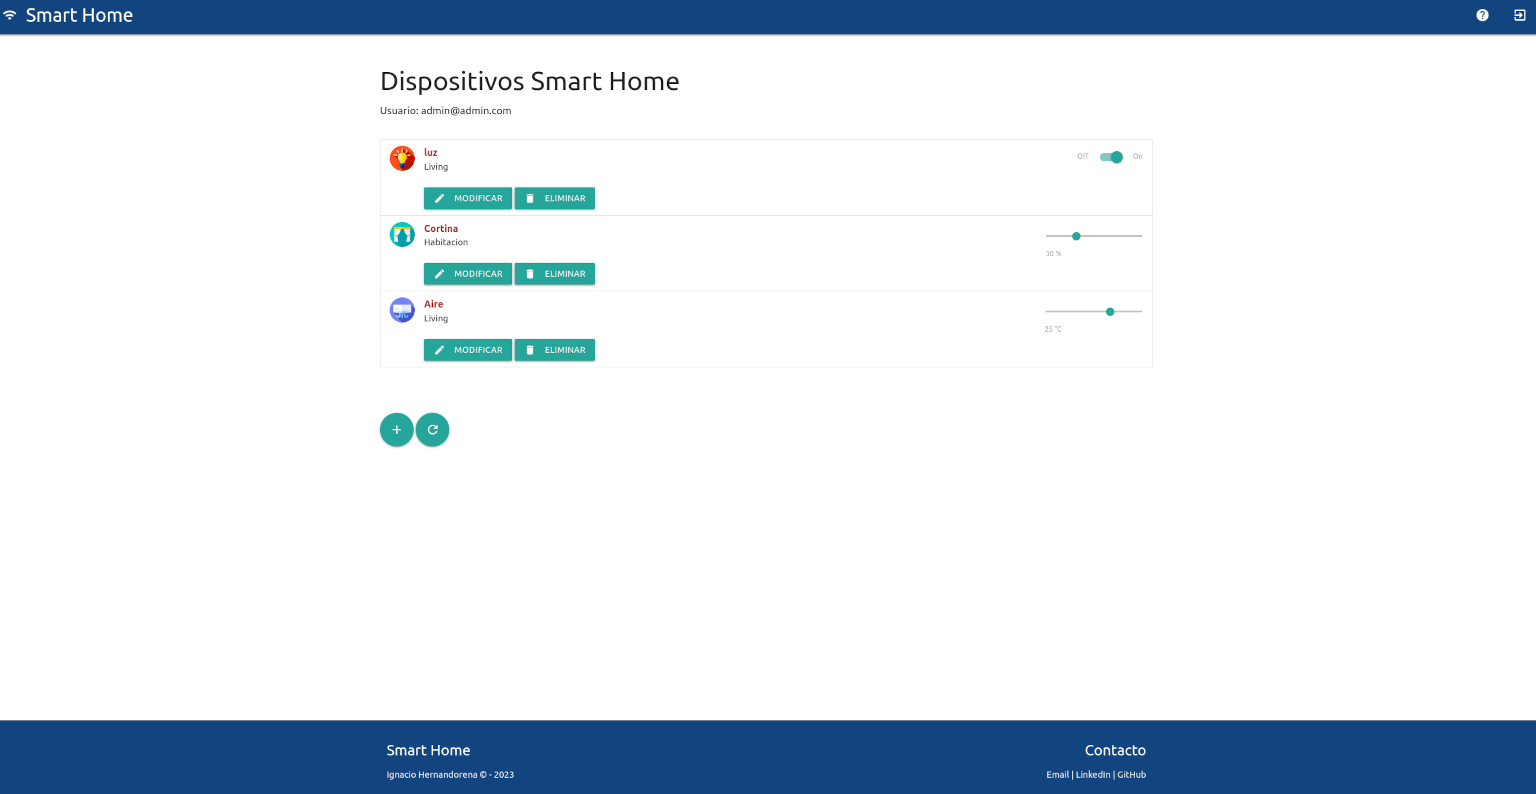 Smart Home
Dispositivos Smart Home
Usuario: admin@admin.com
luz
Living
Off On
MODIFICAR ELIMINAR
Cortina
Habitacion
30 %
MODIFICAR ELIMINAR
Aire
Living
25 °C
MODIFICAR ELIMINAR
Smart Home
Ignacio Hernandorena © - 2023
Contacto
Email | LinkedIn | GitHub